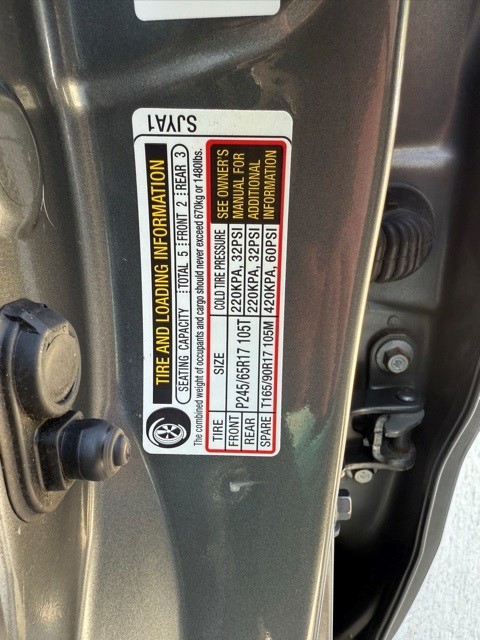 SJYA1
TIRE AND LOADING INFORMATION
SEATING CAPACITY TOTAL 5 FRONT 2 REAR 3
The combined weight of occupants and cargo should never exceed 670kg or 1480lbs.
TIRE SIZE COLD TIRE PRESSURE
FRONT P245/65R17 105T 220KPA, 32PSI
REAR 220KPA, 32PSI
SPARE T165/90R17 105M 420KPA, 60PSI
SEE OWNER'S
MANUAL FOR
ADDITIONAL
INFORMATION